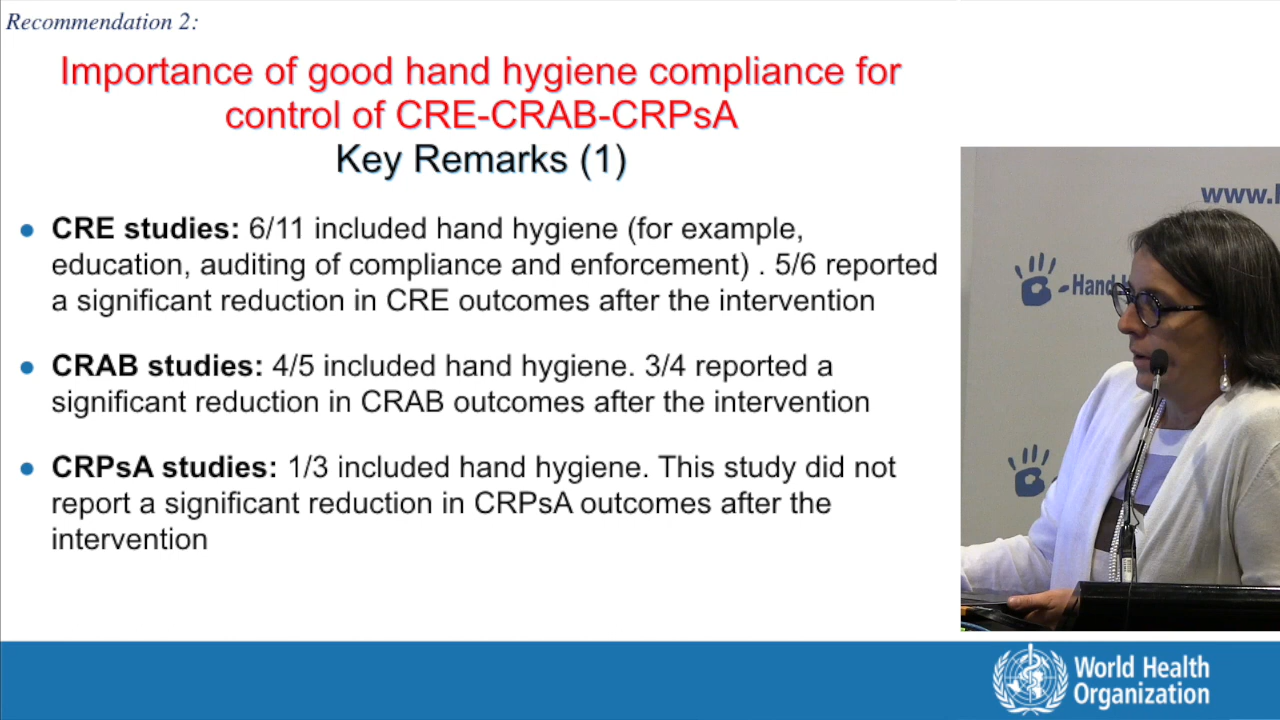 Recommendation 2:
Importance of good hand hygiene compliance for
control of CRE-CRAB-CRPsA
Key Remarks (1)
• CRE studies: 6/11 included hand hygiene (for example,
education, auditing of compliance and enforcement) . 5/6 reported
a significant reduction in CRE outcomes after the intervention
• CRAB studies: 4/5 included hand hygiene. 3/4 reported a
significant reduction in CRAB outcomes after the intervention
• CRPsA studies: 1/3 included hand hygiene. This study did not
report a significant reduction in CRPsA outcomes after the
intervention
www.
Hand
World Health
Organization